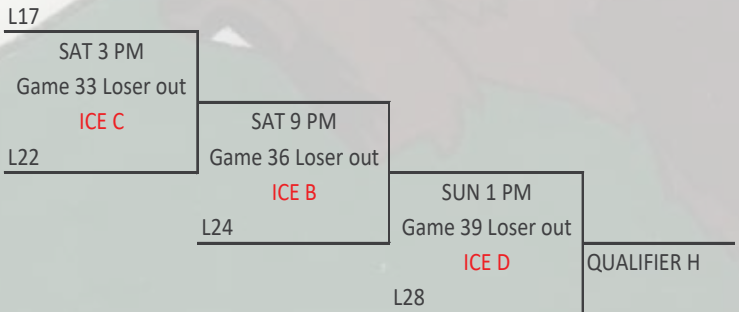 L17
SAT 3 PM
Game 33 Loser out
ICE C
L22
SAT 9 PM
Game 36 Loser out
ICE B
L24
SUN 1 PM
Game 39 Loser out
ICE D
L28
QUALIFIER H